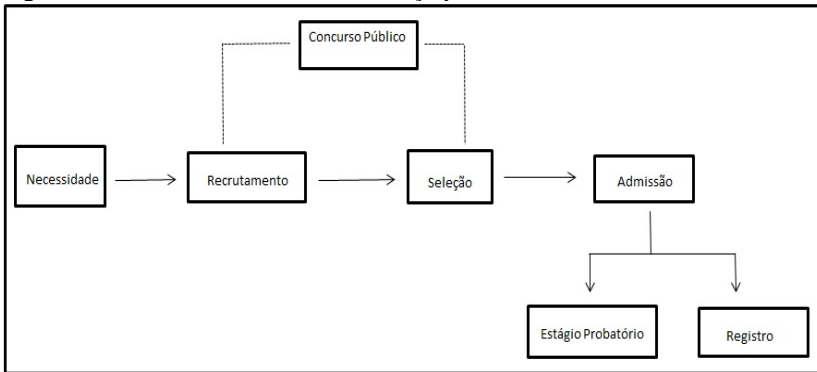 Concurso Público
Necessidade
Recrutamento
Seleção
Admissão
Estágio Probatório
Registro